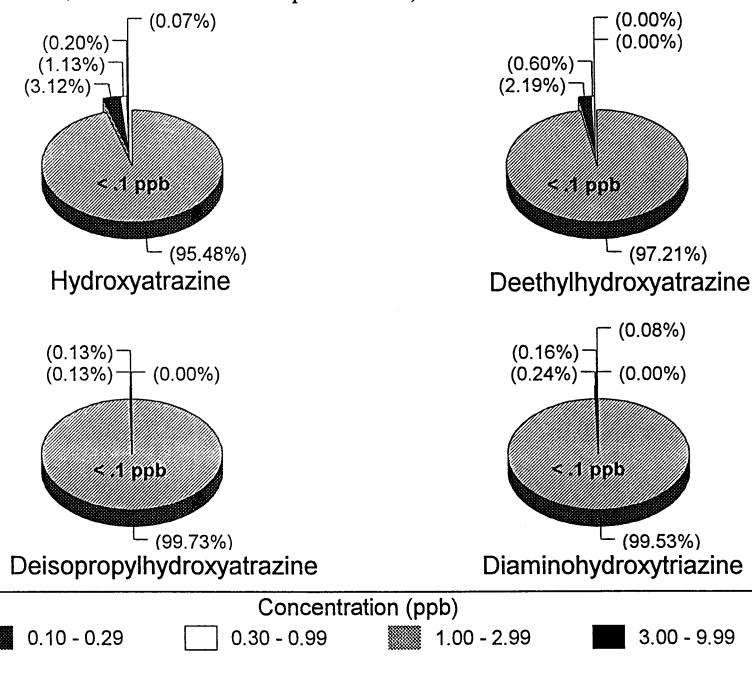 (0.07%)
(0.20%)
(1.13%)
(3.12%)
< .1 ppb
(95.48%)
Hydroxyatrazine
(0.00%)
(0.00%)
(0.60%)
(2.19%)
< .1 ppb
(97.21%)
Deethylhydroxyatrazine
(0.13%)
(0.13%) (0.00%)
< .1 ppb
(99.73%)
Deisopropylhydroxyatrazine
(0.08%)
(0.16%)
(0.24%) (0.00%)
< .1 ppb
(99.53%)
Diaminohydroxytriazine
Concentration (ppb)
0.10 - 0.29 0.30 - 0.99 1.00 - 2.99 3.00 - 9.99